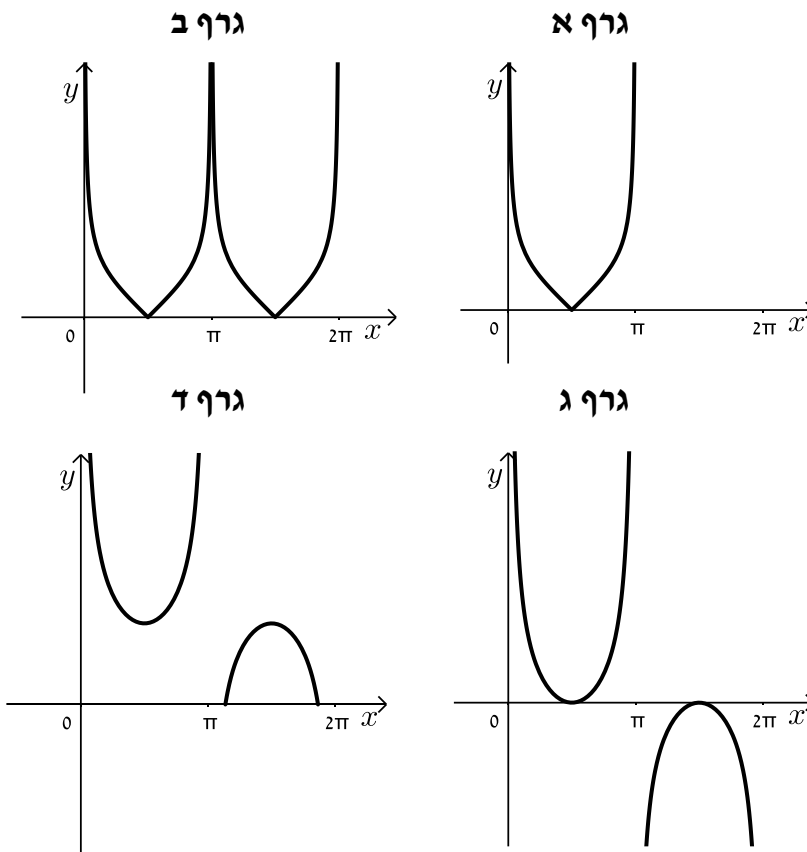 גרף א
גרף ב
y
y
0 π 2π x
0 π 2π x
גרף ג
גרף ד
y
y
0 π 2π x
0 π 2π x